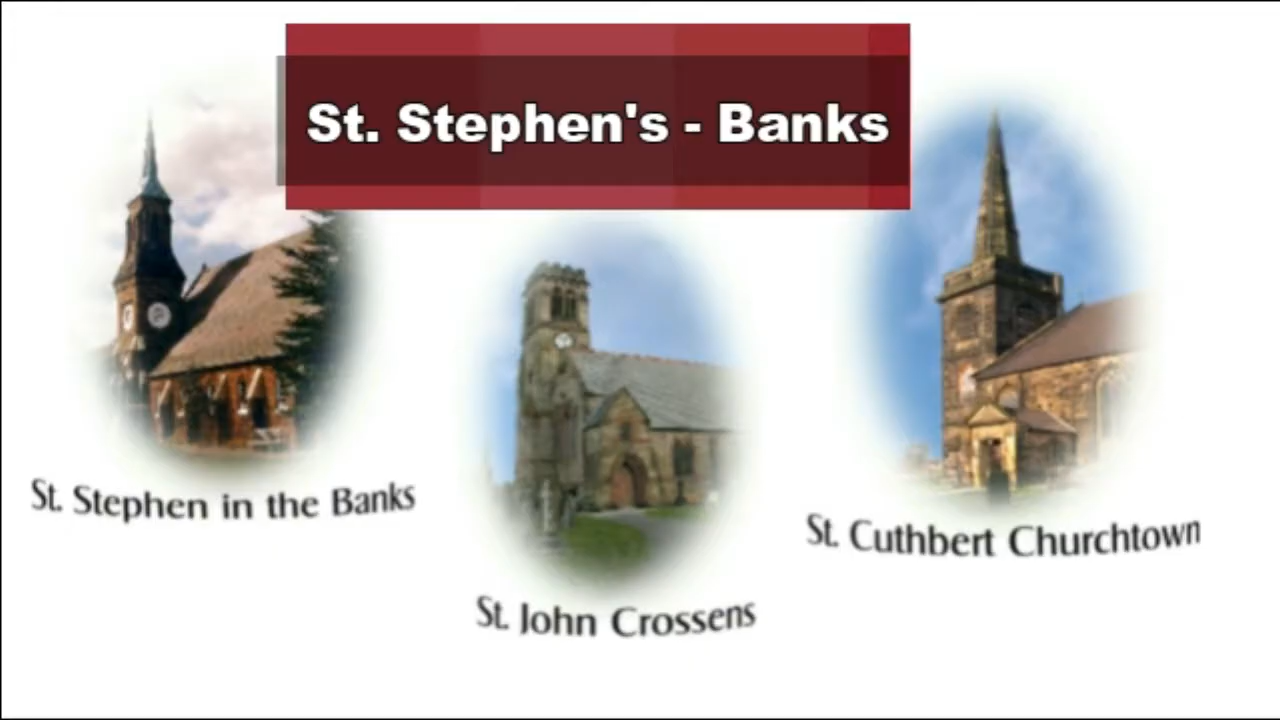 St. Stephen's - Banks
St. Stephen in the Banks
St. John Crossens
St. Cuthbert Churchtown